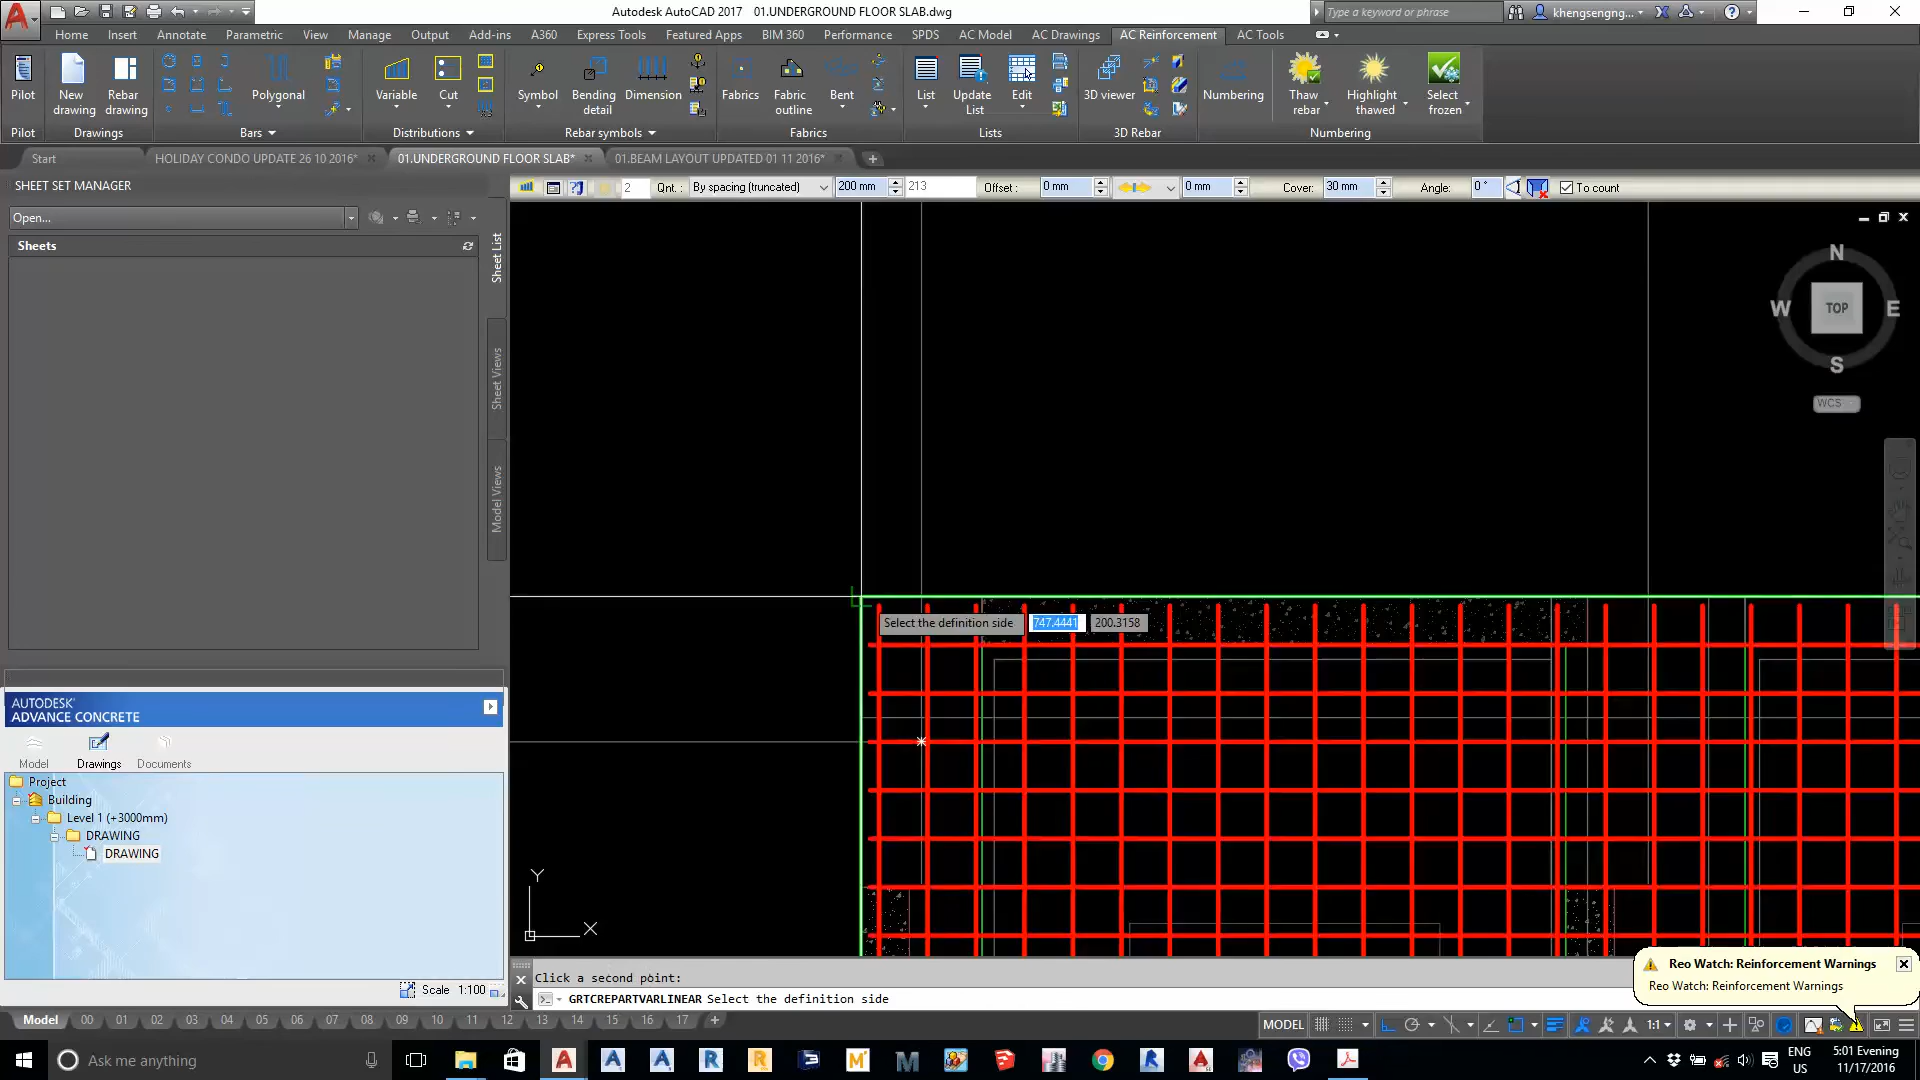 Autodesk AutoCAD 2017 01.UNDERGROUND FLOOR SLAB.dwg
Type a keyword or phrase
khengsengng...
Home Insert Annotate Parametric View Manage Output Add-ins A360 Express Tools Featured Apps BIM 360 Performance SPDS AC Model AC Drawings AC Reinforcement AC Tools
Pilot
New drawing
Rebar drawing
Polygonal
Variable
Cut
Symbol
Bending detail
Dimension
Fabrics
Fabric outline
Bent
List
Update List
Edit
3D viewer
Numbering
Thaw rebar
Highlight thawed
Select frozen
Pilot Drawings Bars Distributions Rebar symbols Fabrics Lists 3D Rebar Numbering
Start HOLIDAY CONDO UPDATE 26 10 2016* 01.UNDERGROUND FLOOR SLAB* 01.BEAM LAYOUT UPDATED 01 11 2016*
SHEET SET MANAGER
2 Qnt. : By spacing (truncated) 200 mm 213 Offset : 0 mm 0 mm Cover: 30 mm Angle: 0 ° To count
Open...
Sheets
Sheet List
Sheet Views
Model Views
N
W TOP E
S
WCS
Select the definition side 747.4441 200.3158
AUTODESK'
ADVANCE CONCRETE
Model Drawings Documents
Project
Building
Level 1 (+3000mm)
DRAWING
DRAWING
Scale 1:100
Y
X
Click a second point:
GRTCREPARTVARLINEAR Select the definition side
Reo Watch: Reinforcement Warnings
Reo Watch: Reinforcement Warnings
Model 00 01 02 03 04 05 06 07 08 09 10 11 12 13 14 15 16 17
MODEL 1:1
Ask me anything
ENG
US
5:01 Evening
11/17/2016